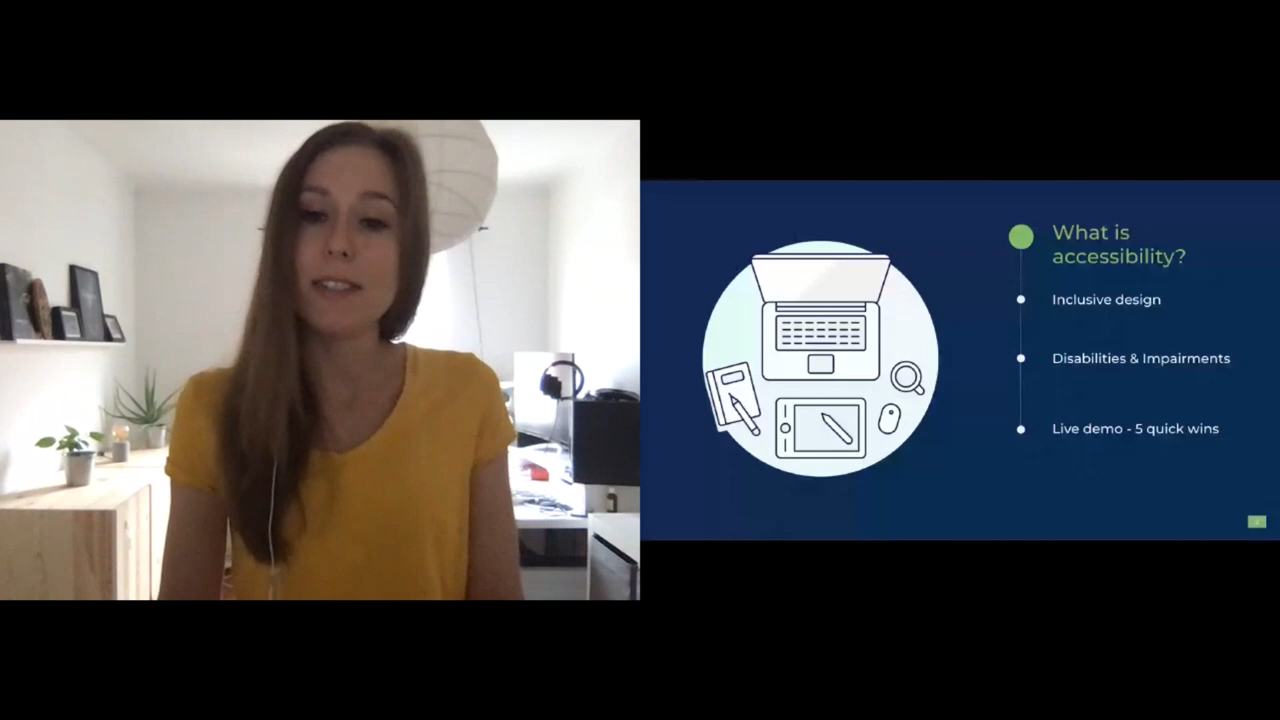 What is
accessibility?
Inclusive design
Disabilities & Impairments
Live demo - 5 quick wins